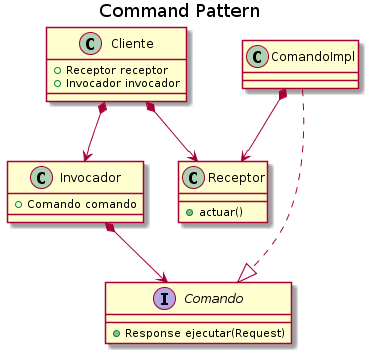 Command Pattern
C Cliente
Receptor receptor
Invocador invocador
C ComandoImpl
C Invocador
Comando comando
C Receptor
actuar()
I Comando
Response ejecutar(Request)